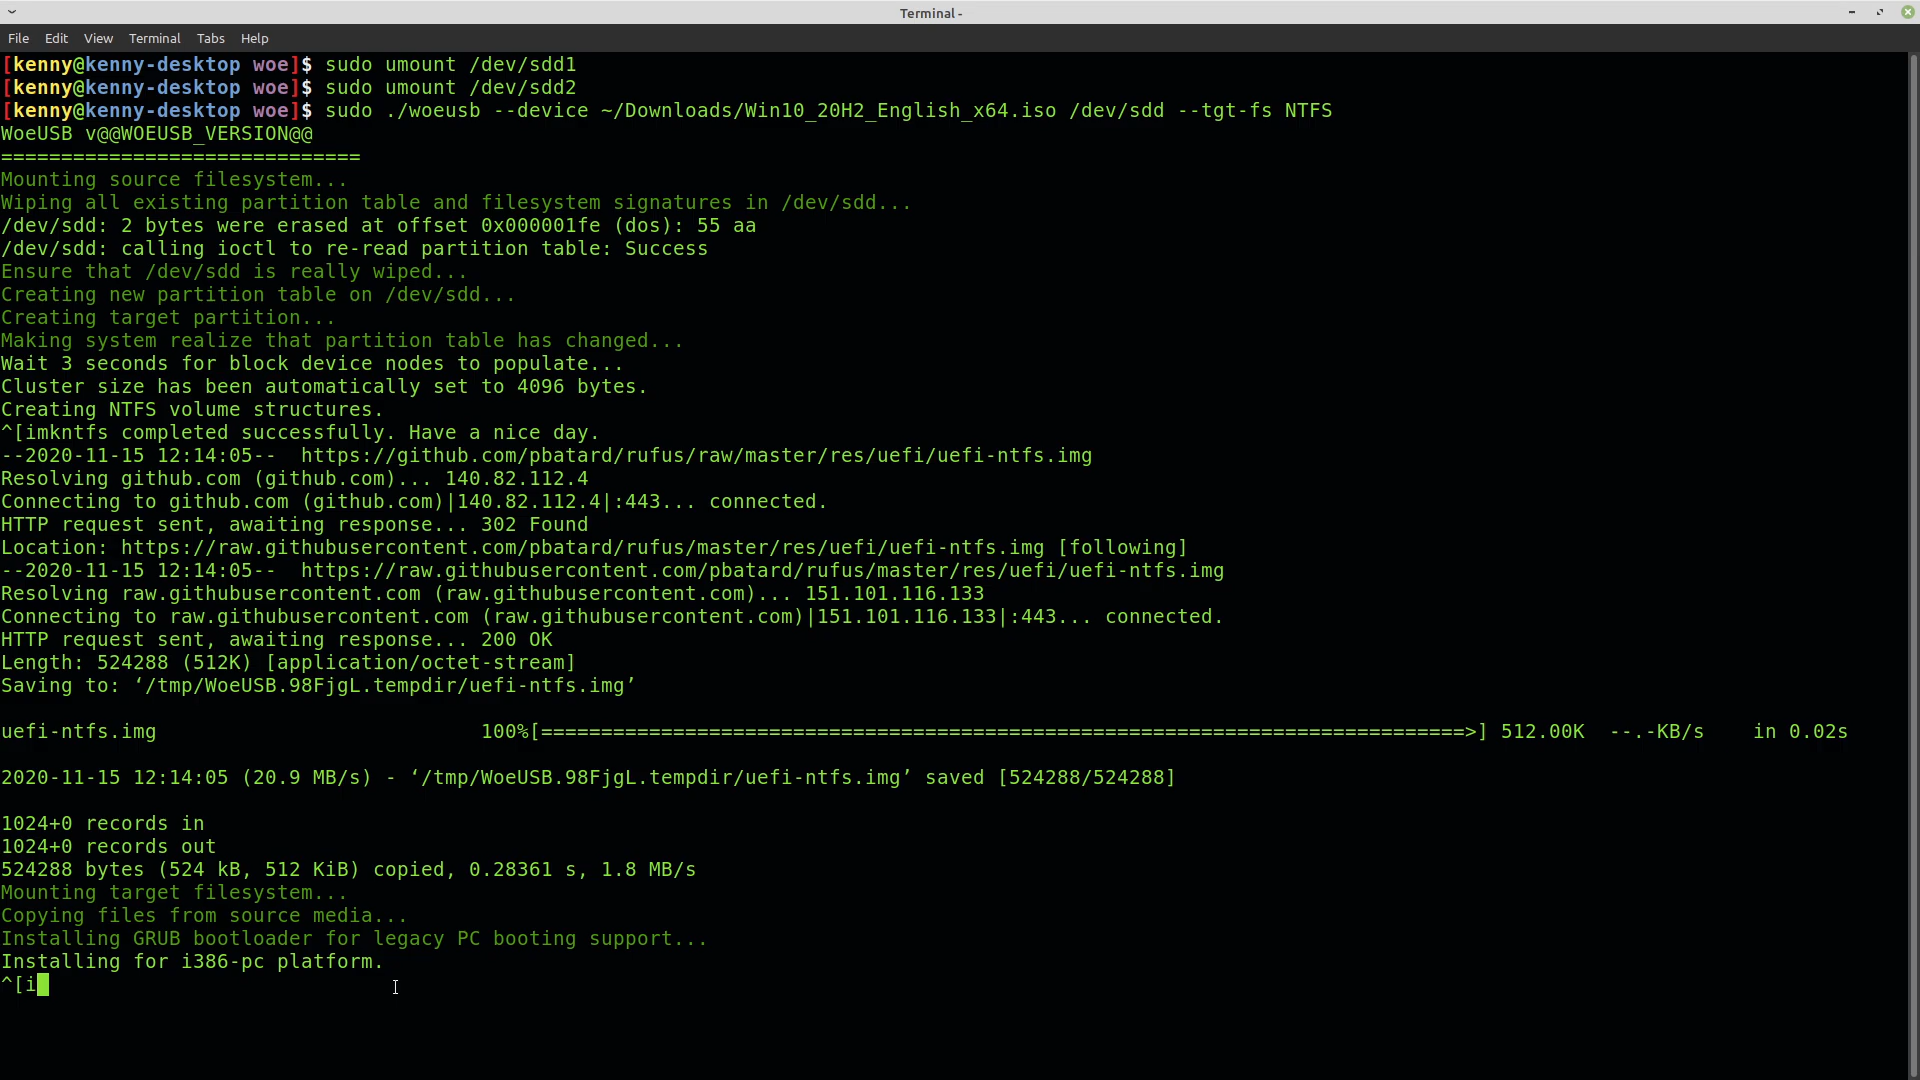 Terminal -
File Edit View Terminal Tabs Help
[kenny@kenny-desktop woe]$ sudo umount /dev/sdd1
[kenny@kenny-desktop woe]$ sudo umount /dev/sdd2
[kenny@kenny-desktop woe]$ sudo ./woeusb --device ~/Downloads/Win10_20H2_English_x64.iso /dev/sdd --tgt-fs NTFS
WoeUSB v@@WOEUSB_VERSION@@
==============================
Mounting source filesystem...
Wiping all existing partition table and filesystem signatures in /dev/sdd...
/dev/sdd: 2 bytes were erased at offset 0x000001fe (dos): 55 aa
/dev/sdd: calling ioctl to re-read partition table: Success
Ensure that /dev/sdd is really wiped...
Creating new partition table on /dev/sdd...
Creating target partition...
Making system realize that partition table has changed...
Wait 3 seconds for block device nodes to populate...
Cluster size has been automatically set to 4096 bytes.
Creating NTFS volume structures.
^[imkntfs completed successfully. Have a nice day.
--2020-11-15 12:14:05--  https://github.com/pbatard/rufus/raw/master/res/uefi/uefi-ntfs.img
Resolving github.com (github.com)... 140.82.112.4
Connecting to github.com (github.com)|140.82.112.4|:443... connected.
HTTP request sent, awaiting response... 302 Found
Location: https://raw.githubusercontent.com/pbatard/rufus/master/res/uefi/uefi-ntfs.img [following]
--2020-11-15 12:14:05--  https://raw.githubusercontent.com/pbatard/rufus/master/res/uefi/uefi-ntfs.img
Resolving raw.githubusercontent.com (raw.githubusercontent.com)... 151.101.116.133
Connecting to raw.githubusercontent.com (raw.githubusercontent.com)|151.101.116.133|:443... connected.
HTTP request sent, awaiting response... 200 OK
Length: 524288 (512K) [application/octet-stream]
Saving to: ‘/tmp/WoeUSB.98FjgL.tempdir/uefi-ntfs.img’
uefi-ntfs.img                           100%[=============================================================================>] 512.00K  --.-KB/s    in 0.02s
2020-11-15 12:14:05 (20.9 MB/s) - ‘/tmp/WoeUSB.98FjgL.tempdir/uefi-ntfs.img’ saved [524288/524288]
1024+0 records in
1024+0 records out
524288 bytes (524 kB, 512 KiB) copied, 0.28361 s, 1.8 MB/s
Mounting target filesystem...
Copying files from source media...
Installing GRUB bootloader for legacy PC booting support...
Installing for i386-pc platform.
^[i